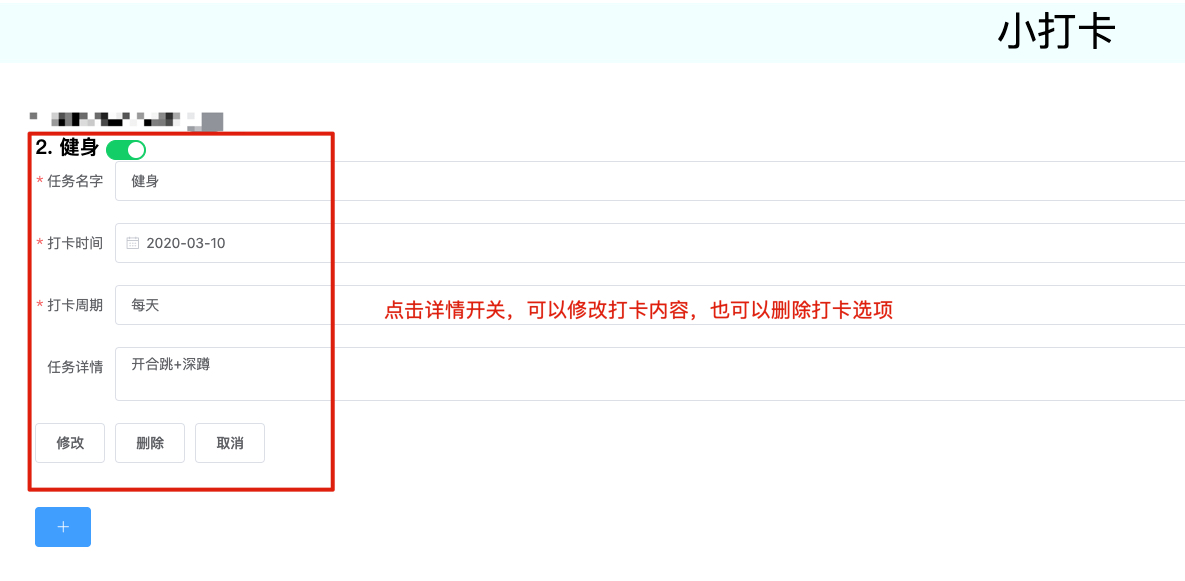 小打卡
2. 健身
* 任务名字 健身
* 打卡时间 2020-03-10
* 打卡周期 每天
点击详情开关，可以修改打卡内容，也可以删除打卡选项
任务详情 开合跳+深蹲
修改 删除 取消
+